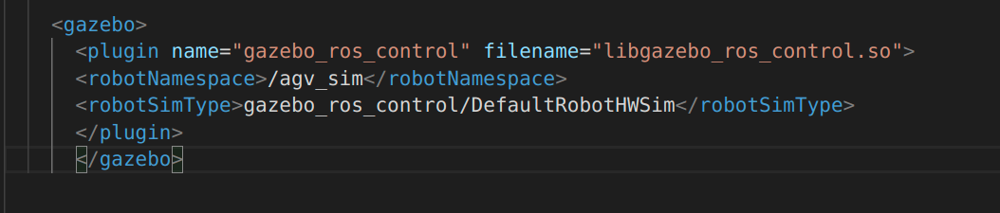 <gazebo>
<plugin name="gazebo_ros_control" filename="libgazebo_ros_control.so">
<robotNamespace>/agv_sim</robotNamespace>
<robotSimType>gazebo_ros_control/DefaultRobotHWSim</robotSimType>
</plugin>
</gazebo>